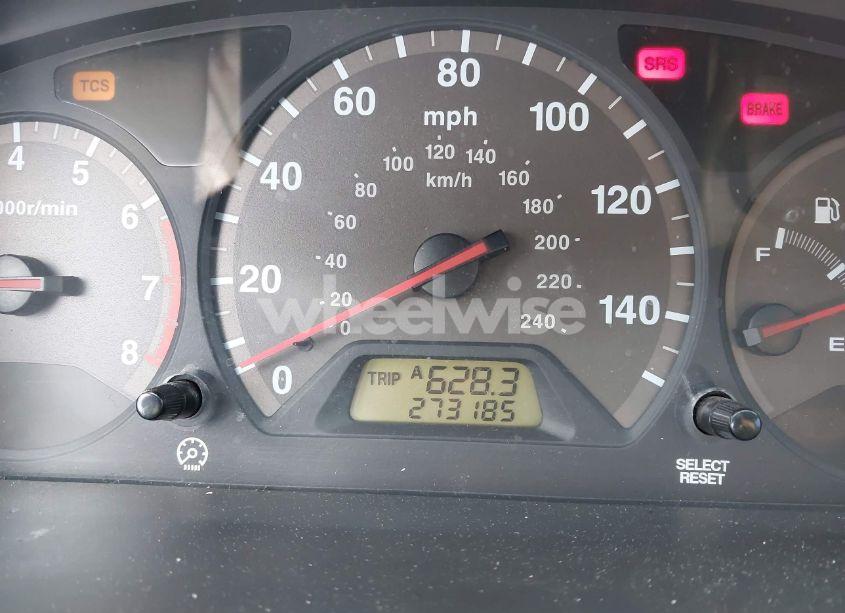 TCS
SRS
BRAKE
4
5
6
7
8
000r/min
0
20
40
60
80
100
120
140
mph
km/h
0
20
40
60
80
100
120
140
160
180
200
220
240
wheelwise
TRIP A 628.3
273185
F
E
SELECT
RESET